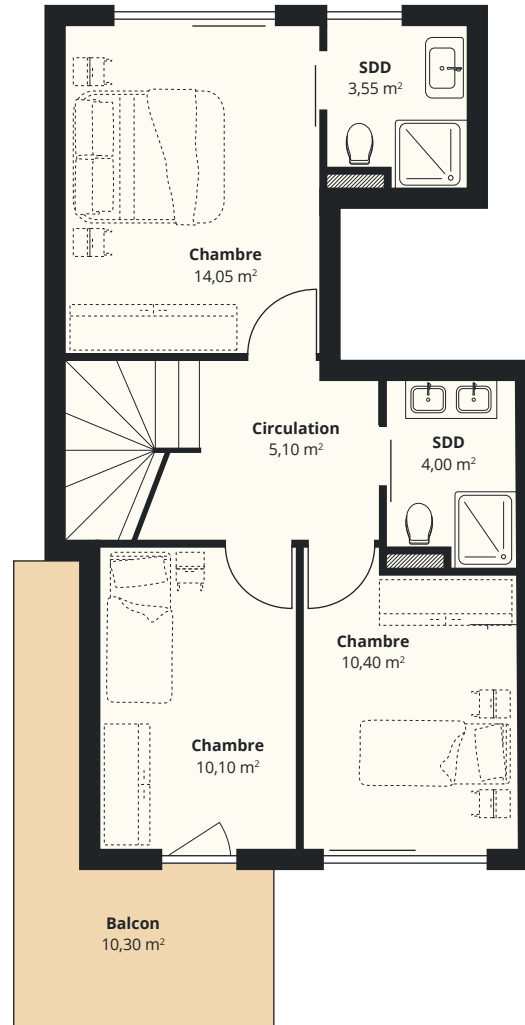 SDD
3,55 m²
Chambre
14,05 m²
Circulation
5,10 m²
SDD
4,00 m²
Chambre
10,40 m²
Chambre
10,10 m²
Balcon
10,30 m²